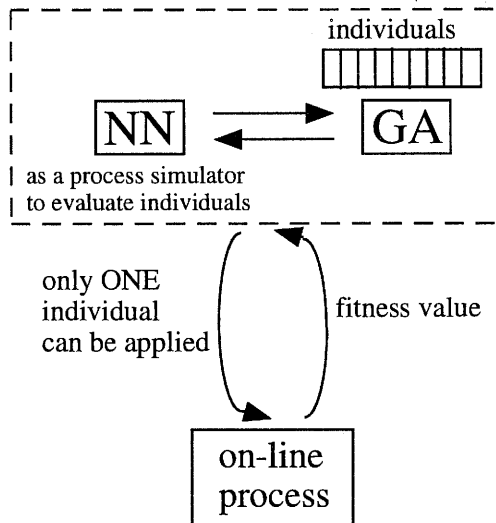 individuals
NN
GA
as a process simulator
to evaluate individuals
only ONE
individual
can be applied
fitness value
on-line
process